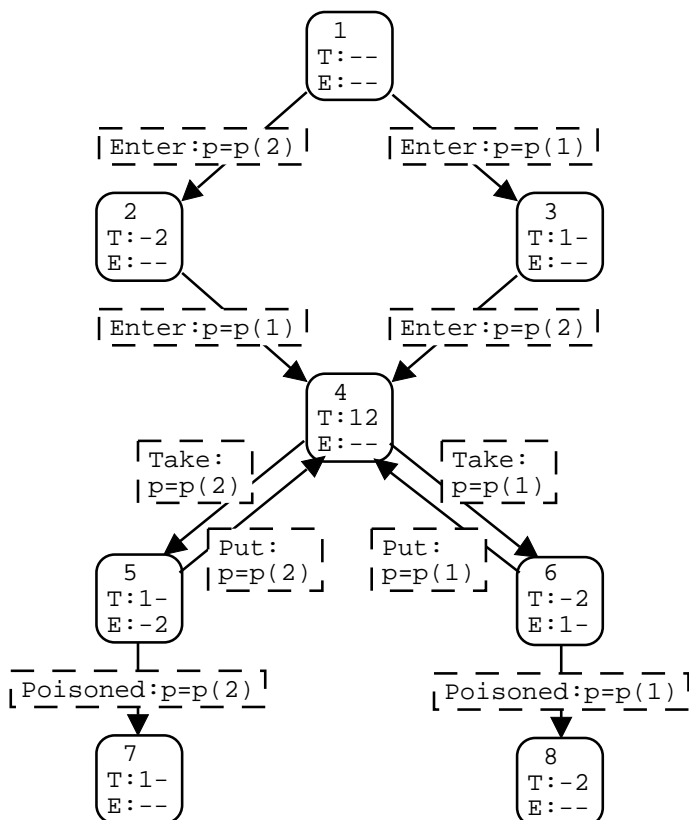 1
T:--
E:--
Enter:p=p(2)
Enter:p=p(1)
2
T:-2
E:--
3
T:1-
E:--
Enter:p=p(1)
Enter:p=p(2)
4
T:12
E:--
Take:
p=p(2)
Take:
p=p(1)
Put:
p=p(2)
Put:
p=p(1)
5
T:1-
E:-2
6
T:-2
E:1-
Poisoned:p=p(2)
Poisoned:p=p(1)
7
T:1-
E:--
8
T:-2
E:--